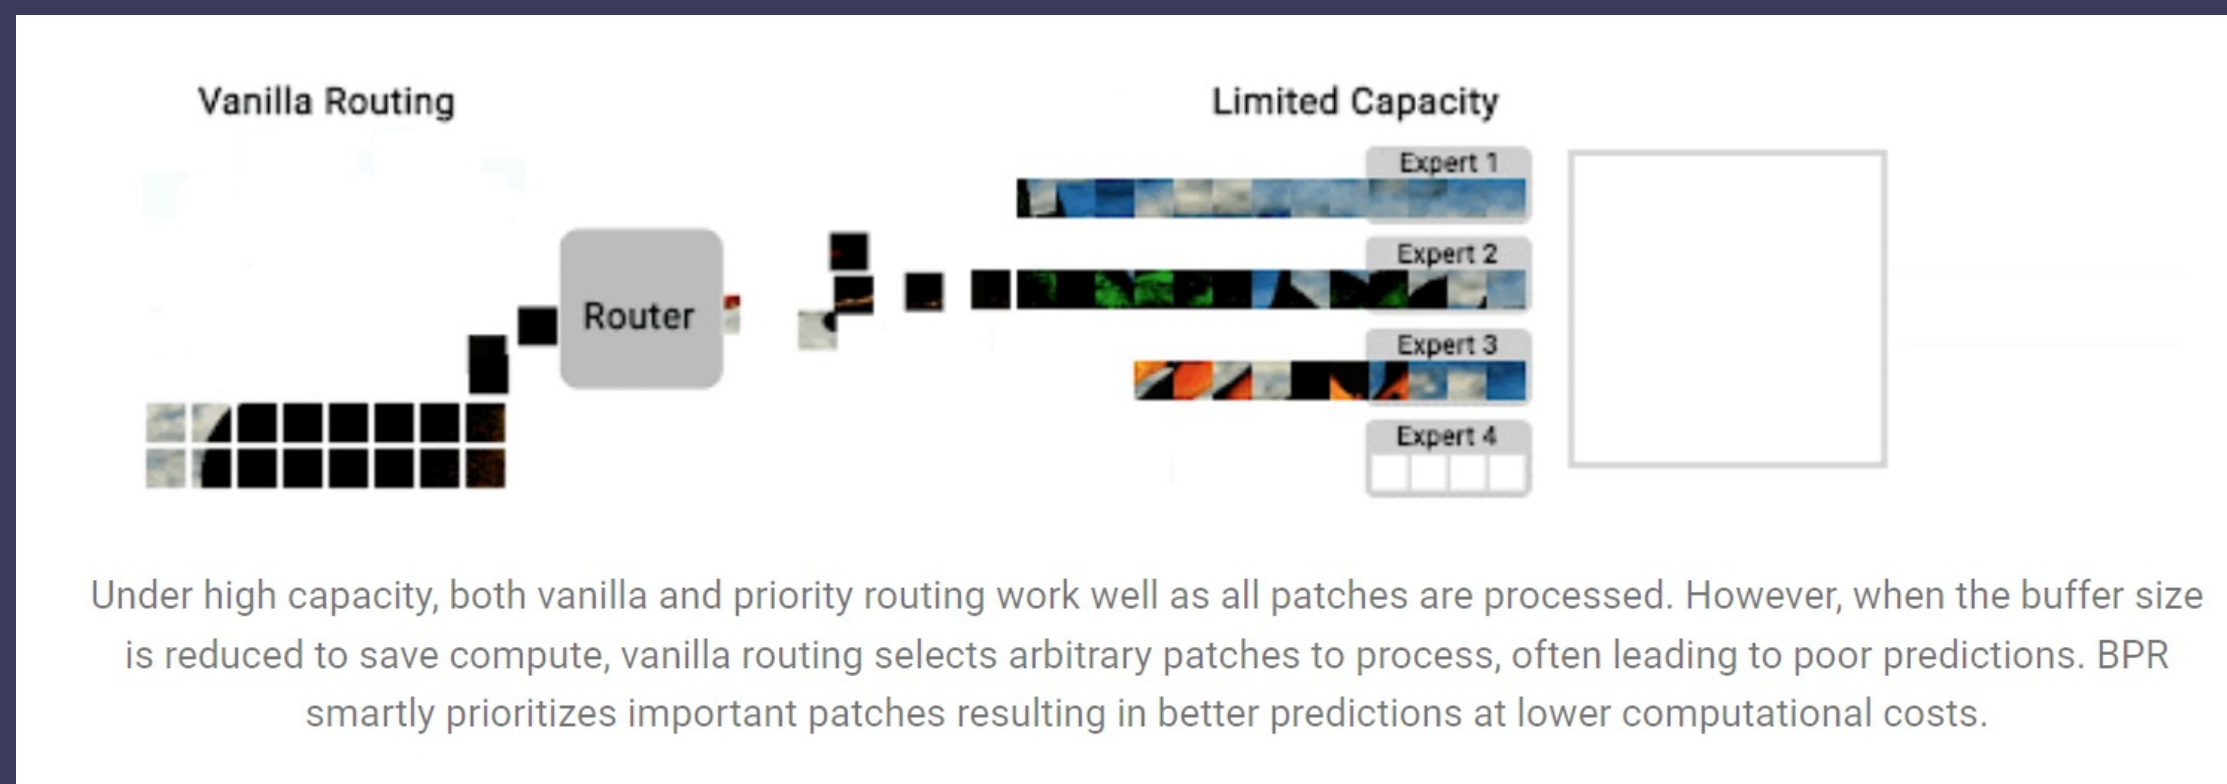 Vanilla Routing
Limited Capacity
Expert 1
Expert 2
Router
Expert 3
Expert 4
Under high capacity, both vanilla and priority routing work well as all patches are processed. However, when the buffer size
is reduced to save compute, vanilla routing selects arbitrary patches to process, often leading to poor predictions. BPR
smartly prioritizes important patches resulting in better predictions at lower computational costs.